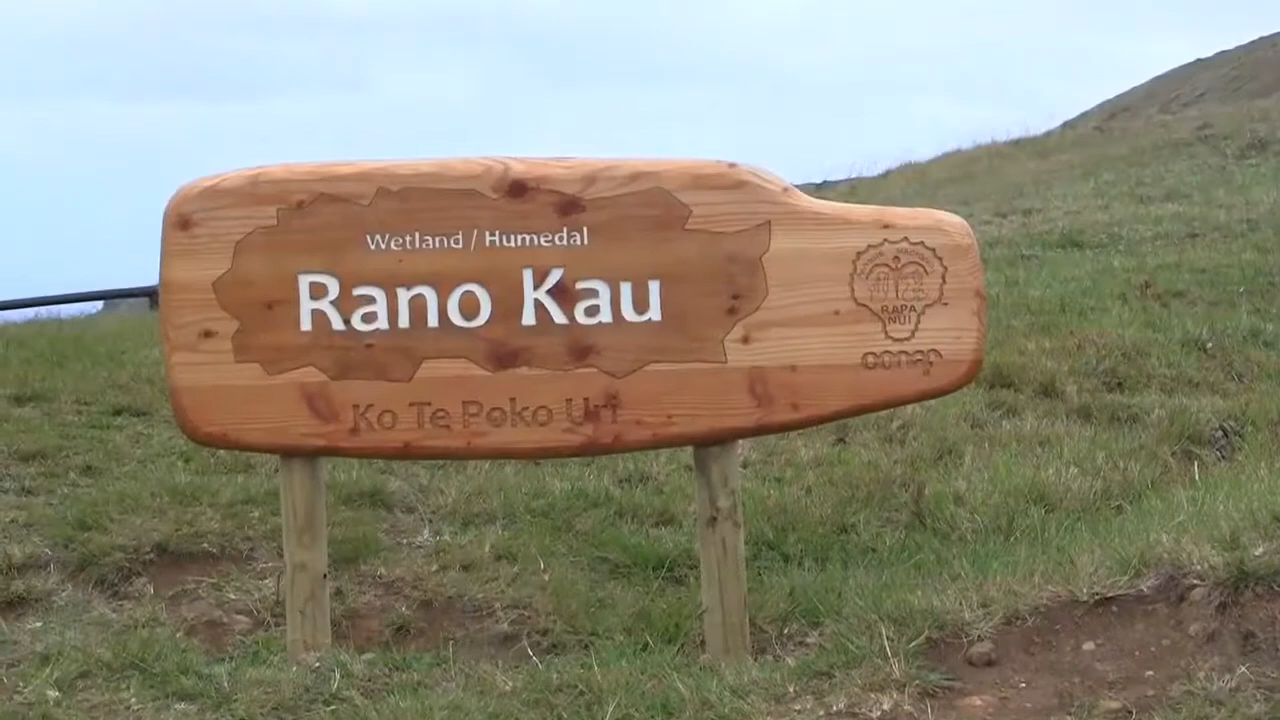 Wetland / Humedal
Rano Kau
Ko Te Poko Uri
RAPA
NUI
conaf